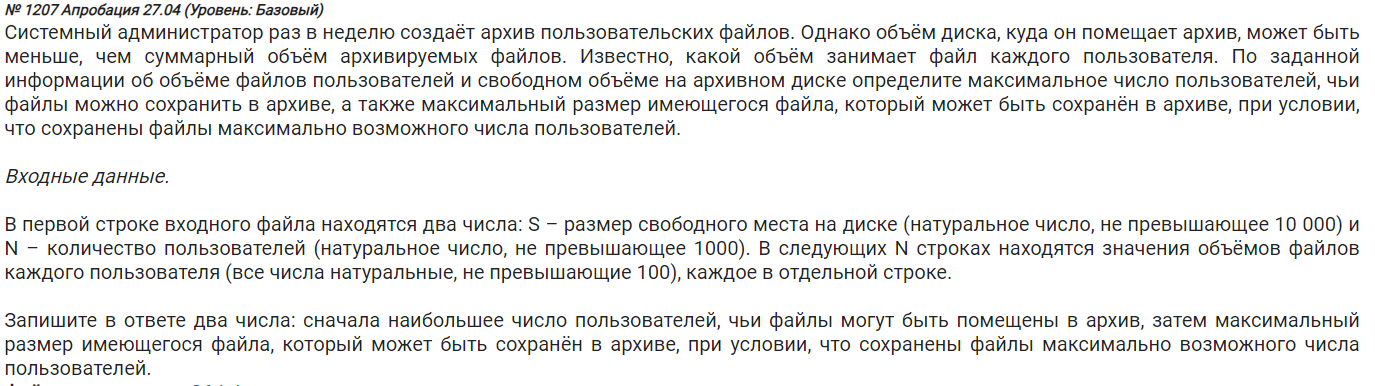 № 1207 Апробация 27.04 (Уровень: Базовый)
Системный администратор раз в неделю создаёт архив пользовательских файлов. Однако объём диска, куда он помещает архив, может быть
меньше, чем суммарный объём архивируемых файлов. Известно, какой объём занимает файл каждого пользователя. По заданной
информации об объёме файлов пользователей и свободном объёме на архивном диске определите максимальное число пользователей, чьи
файлы можно сохранить в архиве, а также максимальный размер имеющегося файла, который может быть сохранён в архиве, при условии,
что сохранены файлы максимально возможного числа пользователей.
Входные данные.
В первой строке входного файла находятся два числа: S – размер свободного места на диске (натуральное число, не превышающее 10 000) и
N – количество пользователей (натуральное число, не превышающее 1000). В следующих N строках находятся значения объёмов файлов
каждого пользователя (все числа натуральные, не превышающие 100), каждое в отдельной строке.
Запишите в ответе два числа: сначала наибольшее число пользователей, чьи файлы могут быть помещены в архив, затем максимальный
размер имеющегося файла, который может быть сохранён в архиве, при условии, что сохранены файлы максимально возможного числа
пользователей.